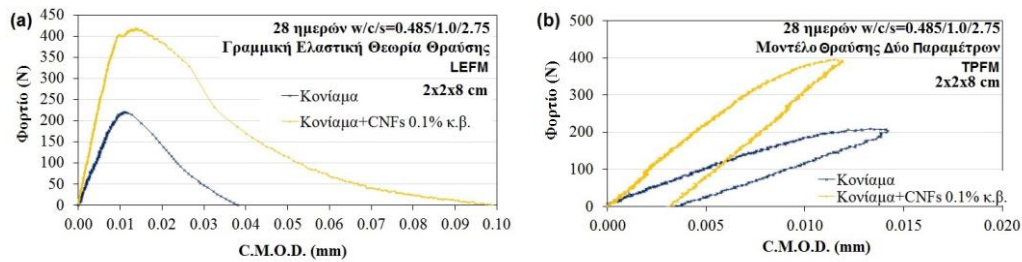 (a)
28 ημερών w/c/s=0.485/1.0/2.75
Γραμμική Ελαστική Θεωρία Θραύσης
LEFM
2x2x8 cm
Κονίαμα
Κονίαμα+CNFs 0.1% κ.β.
Φορτίο (N)
450
400
350
300
250
200
150
100
50
0
0.00 0.01 0.02 0.03 0.04 0.05 0.06 0.07 0.08 0.09 0.10
C.M.O.D. (mm)
(b)
28 ημερών w/c/s=0.485/1.0/2.75
Μοντέλο Θραύσης Δύο Παραμέτρων
TPFM
2x2x8 cm
Κονίαμα
Κονίαμα+CNFs 0.1% κ.β.
Φορτίο (N)
500
400
300
200
100
0
0.000 0.005 0.010 0.015 0.020
C.M.O.D. (mm)